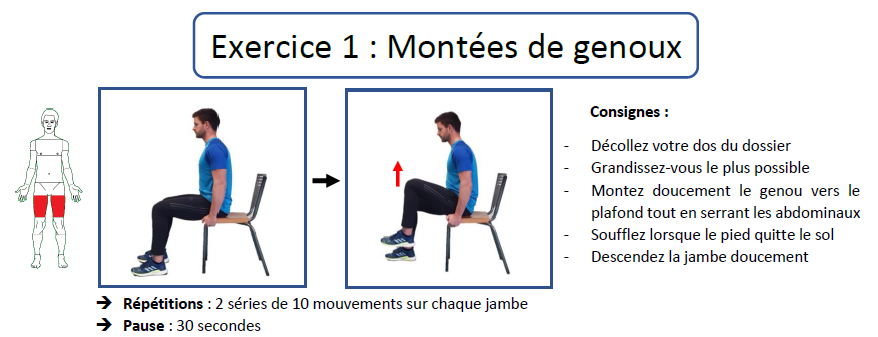 Exercice 1 : Montées de genoux
Consignes :
- Décollez votre dos du dossier
- Grandissez-vous le plus possible
- Montez doucement le genou vers le
plafond tout en serrant les abdominaux
- Soufflez lorsque le pied quitte le sol
- Descendez la jambe doucement
➔ Répétitions : 2 séries de 10 mouvements sur chaque jambe
➔ Pause : 30 secondes